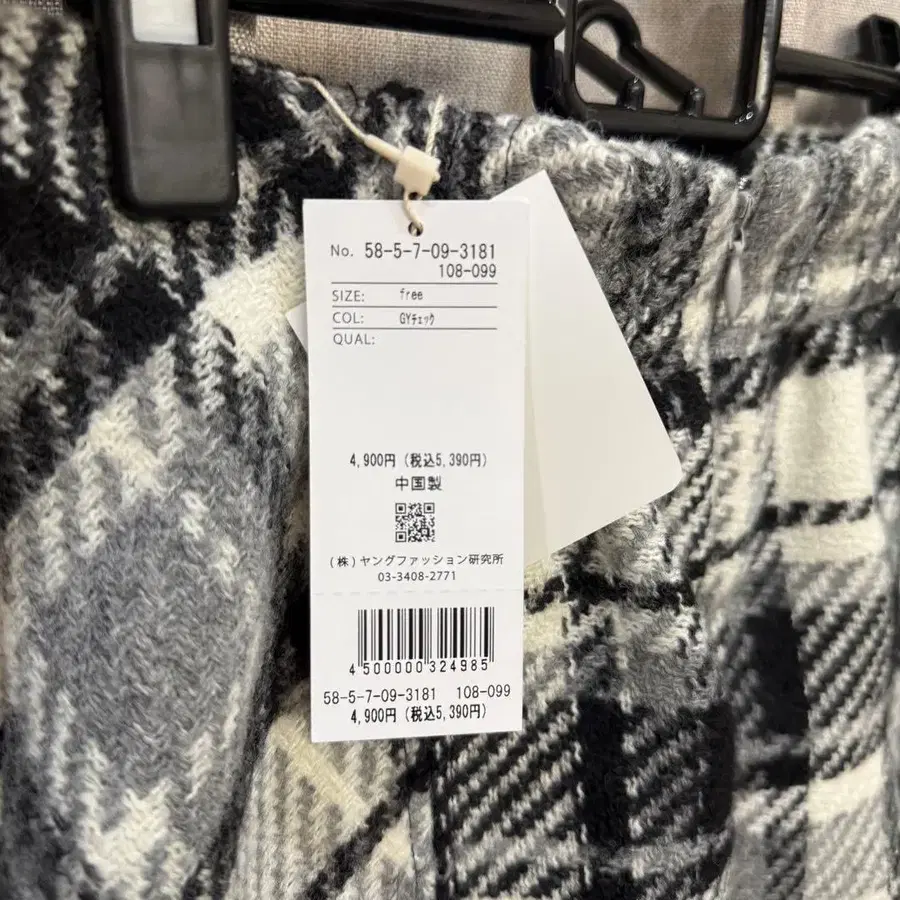 No. 58-5-7-09-3181
108-099
SIZE: free
COL: GYチェック
QUAL:
4,900円(税込5,390円)
中国製
(株)ヤングファッション研究所
03-3408-2771
4500000324985
58-5-7-09-3181 108-099
4,900円(税込5,390円)